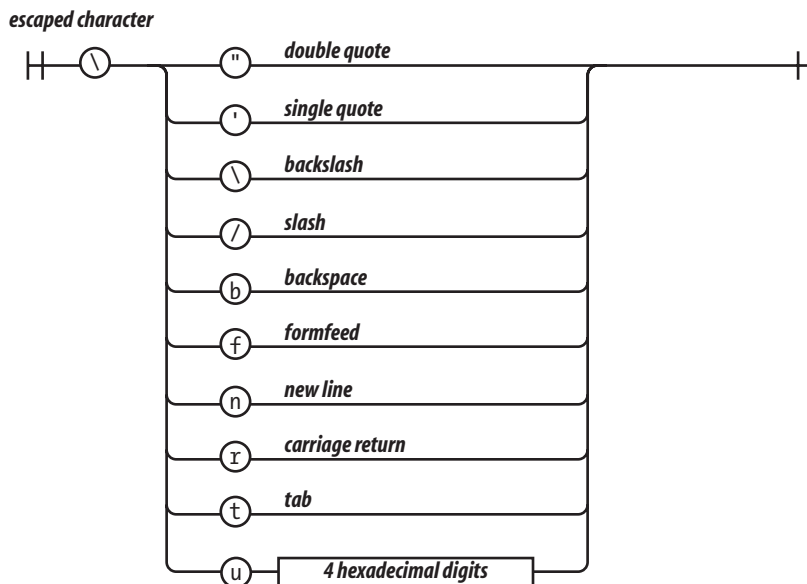 escaped character
\ " double quote
' single quote
\ backslash
/ slash
b backspace
f formfeed
n new line
r carriage return
t tab
u 4 hexadecimal digits